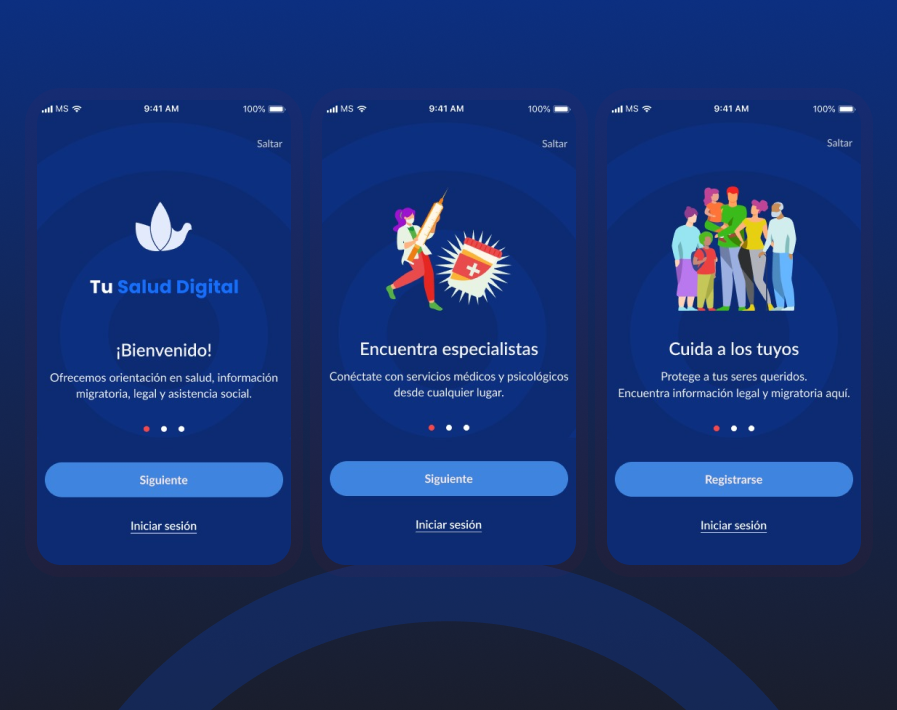 MS 9:41 AM 100%
Saltar
Tu Salud Digital
¡Bienvenido!
Ofrecemos orientación en salud, información
migratoria, legal y asistencia social.
Siguiente
Iniciar sesión
MS 9:41 AM 100%
Saltar
Encuentra especialistas
Conéctate con servicios médicos y psicológicos
desde cualquier lugar.
Siguiente
Iniciar sesión
MS 9:41 AM 100%
Saltar
Cuida a los tuyos
Protege a tus seres queridos.
Encuentra información legal y migratoria aquí.
Registrarse
Iniciar sesión